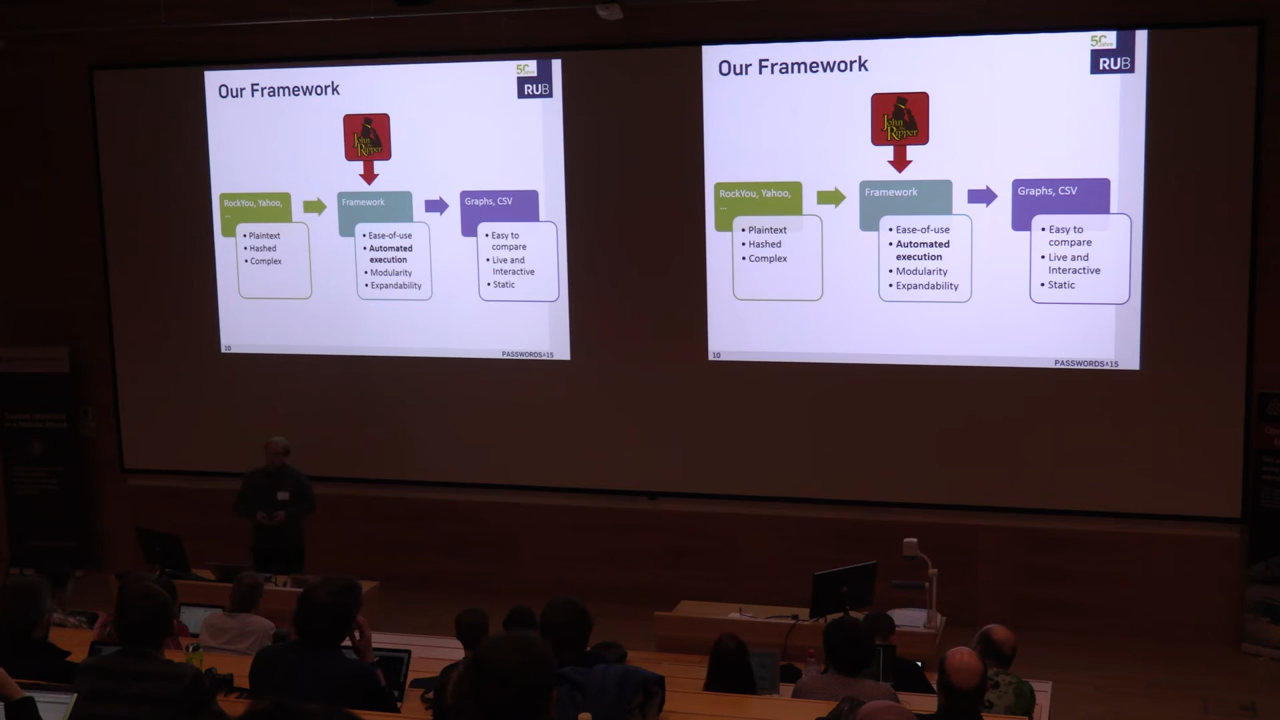 Our Framework
50
RUB
John
the
Ripper
RockYou, Yahoo,
...
Framework
Graphs, CSV
• Plaintext
• Hashed
• Complex
• Ease-of-use
• Automated
execution
• Modularity
• Expandability
• Easy to
compare
• Live and
Interactive
• Static
10
PASSWORDS^15
Our Framework
50
RUB
John
the
Ripper
RockYou, Yahoo,
...
Framework
Graphs, CSV
• Plaintext
• Hashed
• Complex
• Ease-of-use
• Automated
execution
• Modularity
• Expandability
• Easy to
compare
• Live and
Interactive
• Static
10
PASSWORDS^15